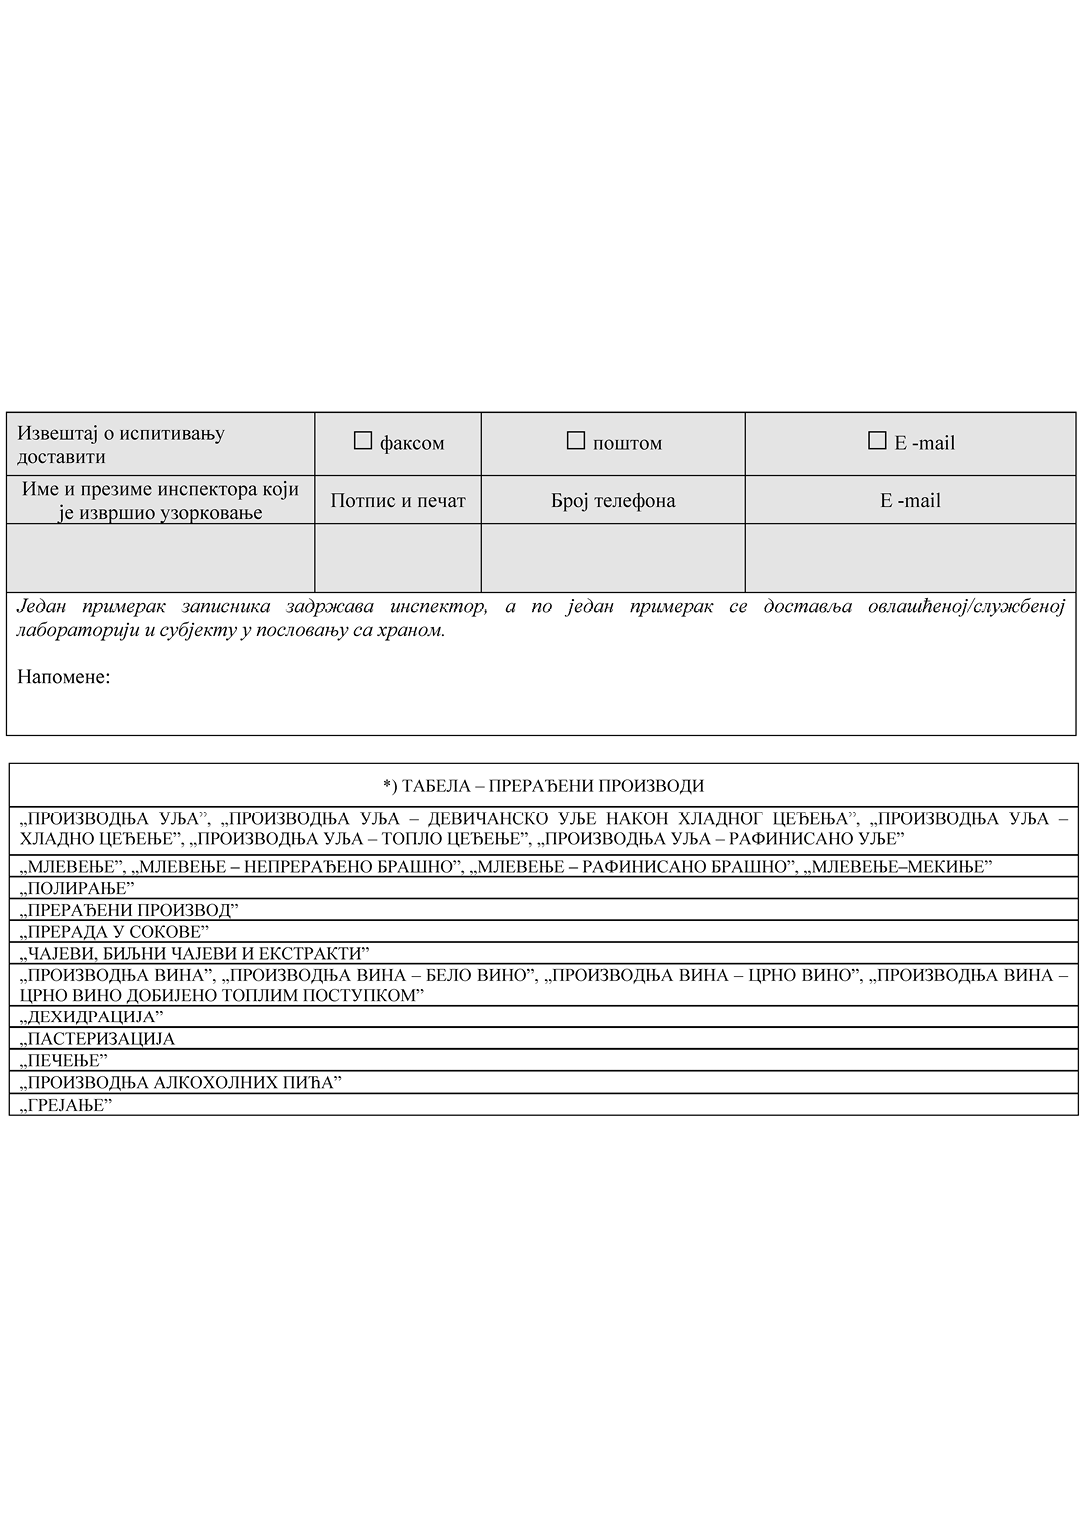 Извештај о испитивању
доставити
☐ факсом
☐ поштом
☐ E -mail
Име и презиме инспектора који
је извршио узорковање
Потпис и печат
Број телефона
E -mail
Један примерак записника задржава инспектор, а по један примерак се доставља овлашћеној/службеној
лабораторији и субјекту у пословању са храном.
Напомене:
*) ТАБЕЛА – ПРЕРАЂЕНИ ПРОИЗВОДИ
„ПРОИЗВОДЊА УЉА”, „ПРОИЗВОДЊА УЉА – ДЕВИЧАНСКО УЉЕ НАКОН ХЛАДНОГ ЦЕЂЕЊА”, „ПРОИЗВОДЊА УЉА –
ХЛАДНО ЦЕЂЕЊЕ”, „ПРОИЗВОДЊА УЉА – ТОПЛО ЦЕЂЕЊЕ”, „ПРОИЗВОДЊА УЉА – РАФИНИСАНО УЉЕ”
„МЛЕВЕЊЕ”, „МЛЕВЕЊЕ – НЕПРЕРАЂЕНО БРАШНО”, „МЛЕВЕЊЕ – РАФИНИСАНО БРАШНО”, „МЛЕВЕЊЕ–МЕКИЊЕ”
„ПОЛИРАЊЕ”
„ПРЕРАЂЕНИ ПРОИЗВОД”
„ПРЕРАДА У СОКОВЕ”
„ЧАЈЕВИ, БИЉНИ ЧАЈЕВИ И ЕКСТРАКТИ”
„ПРОИЗВОДЊА ВИНА”, „ПРОИЗВОДЊА ВИНА – БЕЛО ВИНО”, „ПРОИЗВОДЊА ВИНА – ЦРНО ВИНО”, „ПРОИЗВОДЊА ВИНА –
ЦРНО ВИНО ДОБИЈЕНО ТОПЛИМ ПОСТУПКОМ”
„ДЕХИДРАЦИЈА”
„ПАСТЕРИЗАЦИЈА
„ПЕЧЕЊЕ”
„ПРОИЗВОДЊА АЛКОХОЛНИХ ПИЋА”
„ГРЕЈАЊЕ”